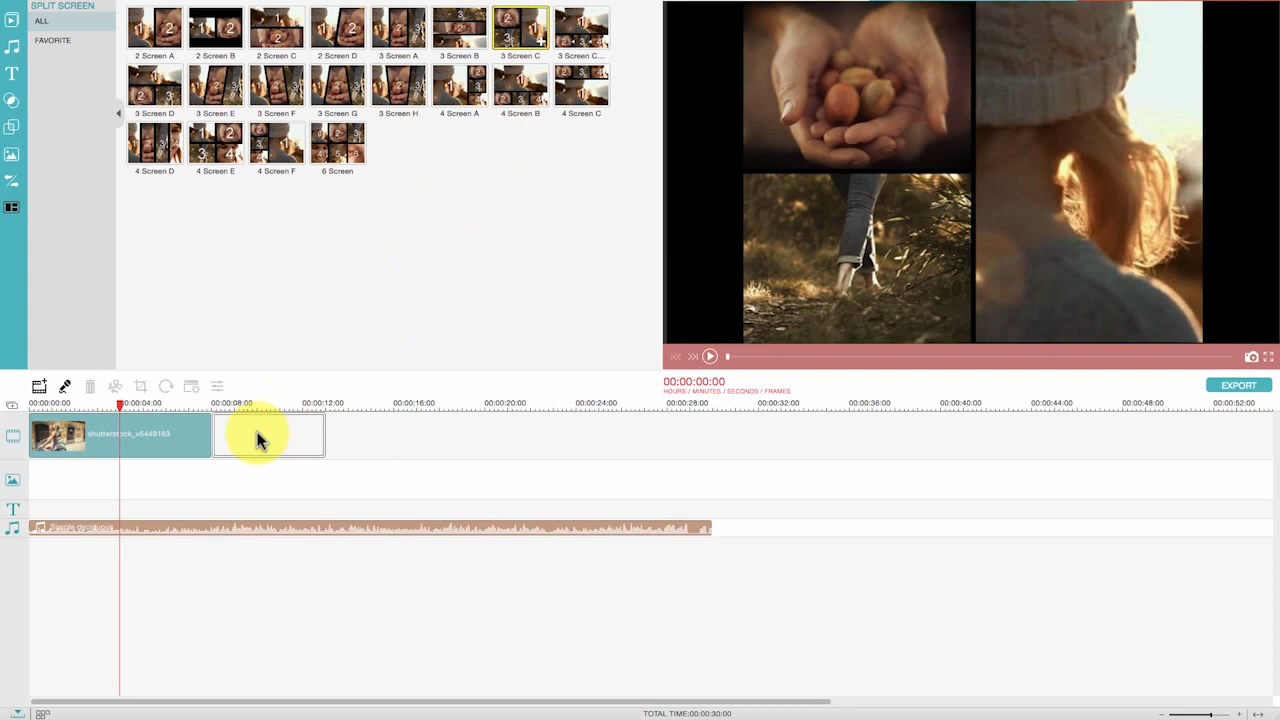 SPLIT SCREEN
ALL
FAVORITE
2 Screen A
2 Screen B
2 Screen C
2 Screen D
3 Screen A
3 Screen B
3 Screen C
3 Screen C...
3 Screen D
3 Screen E
3 Screen F
3 Screen G
3 Screen H
4 Screen A
4 Screen B
4 Screen C
4 Screen D
4 Screen E
4 Screen F
6 Screen
00:00:00:00
HOURS / MINUTES / SECONDS / FRAMES
EXPORT
00:00:00:00 00:00:04:00 00:00:08:00 00:00:12:00 00:00:16:00 00:00:20:00 00:00:24:00 00:00:28:00 00:00:32:00 00:00:36:00 00:00:40:00 00:00:44:00 00:00:48:00 00:00:52:00
shutterstock_v5449163
TOTAL TIME:00:00:30:00